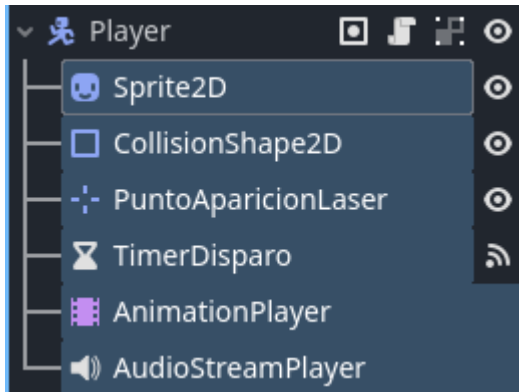 Player
Sprite2D
CollisionShape2D
PuntoAparicionLaser
TimerDisparo
AnimationPlayer
AudioStreamPlayer